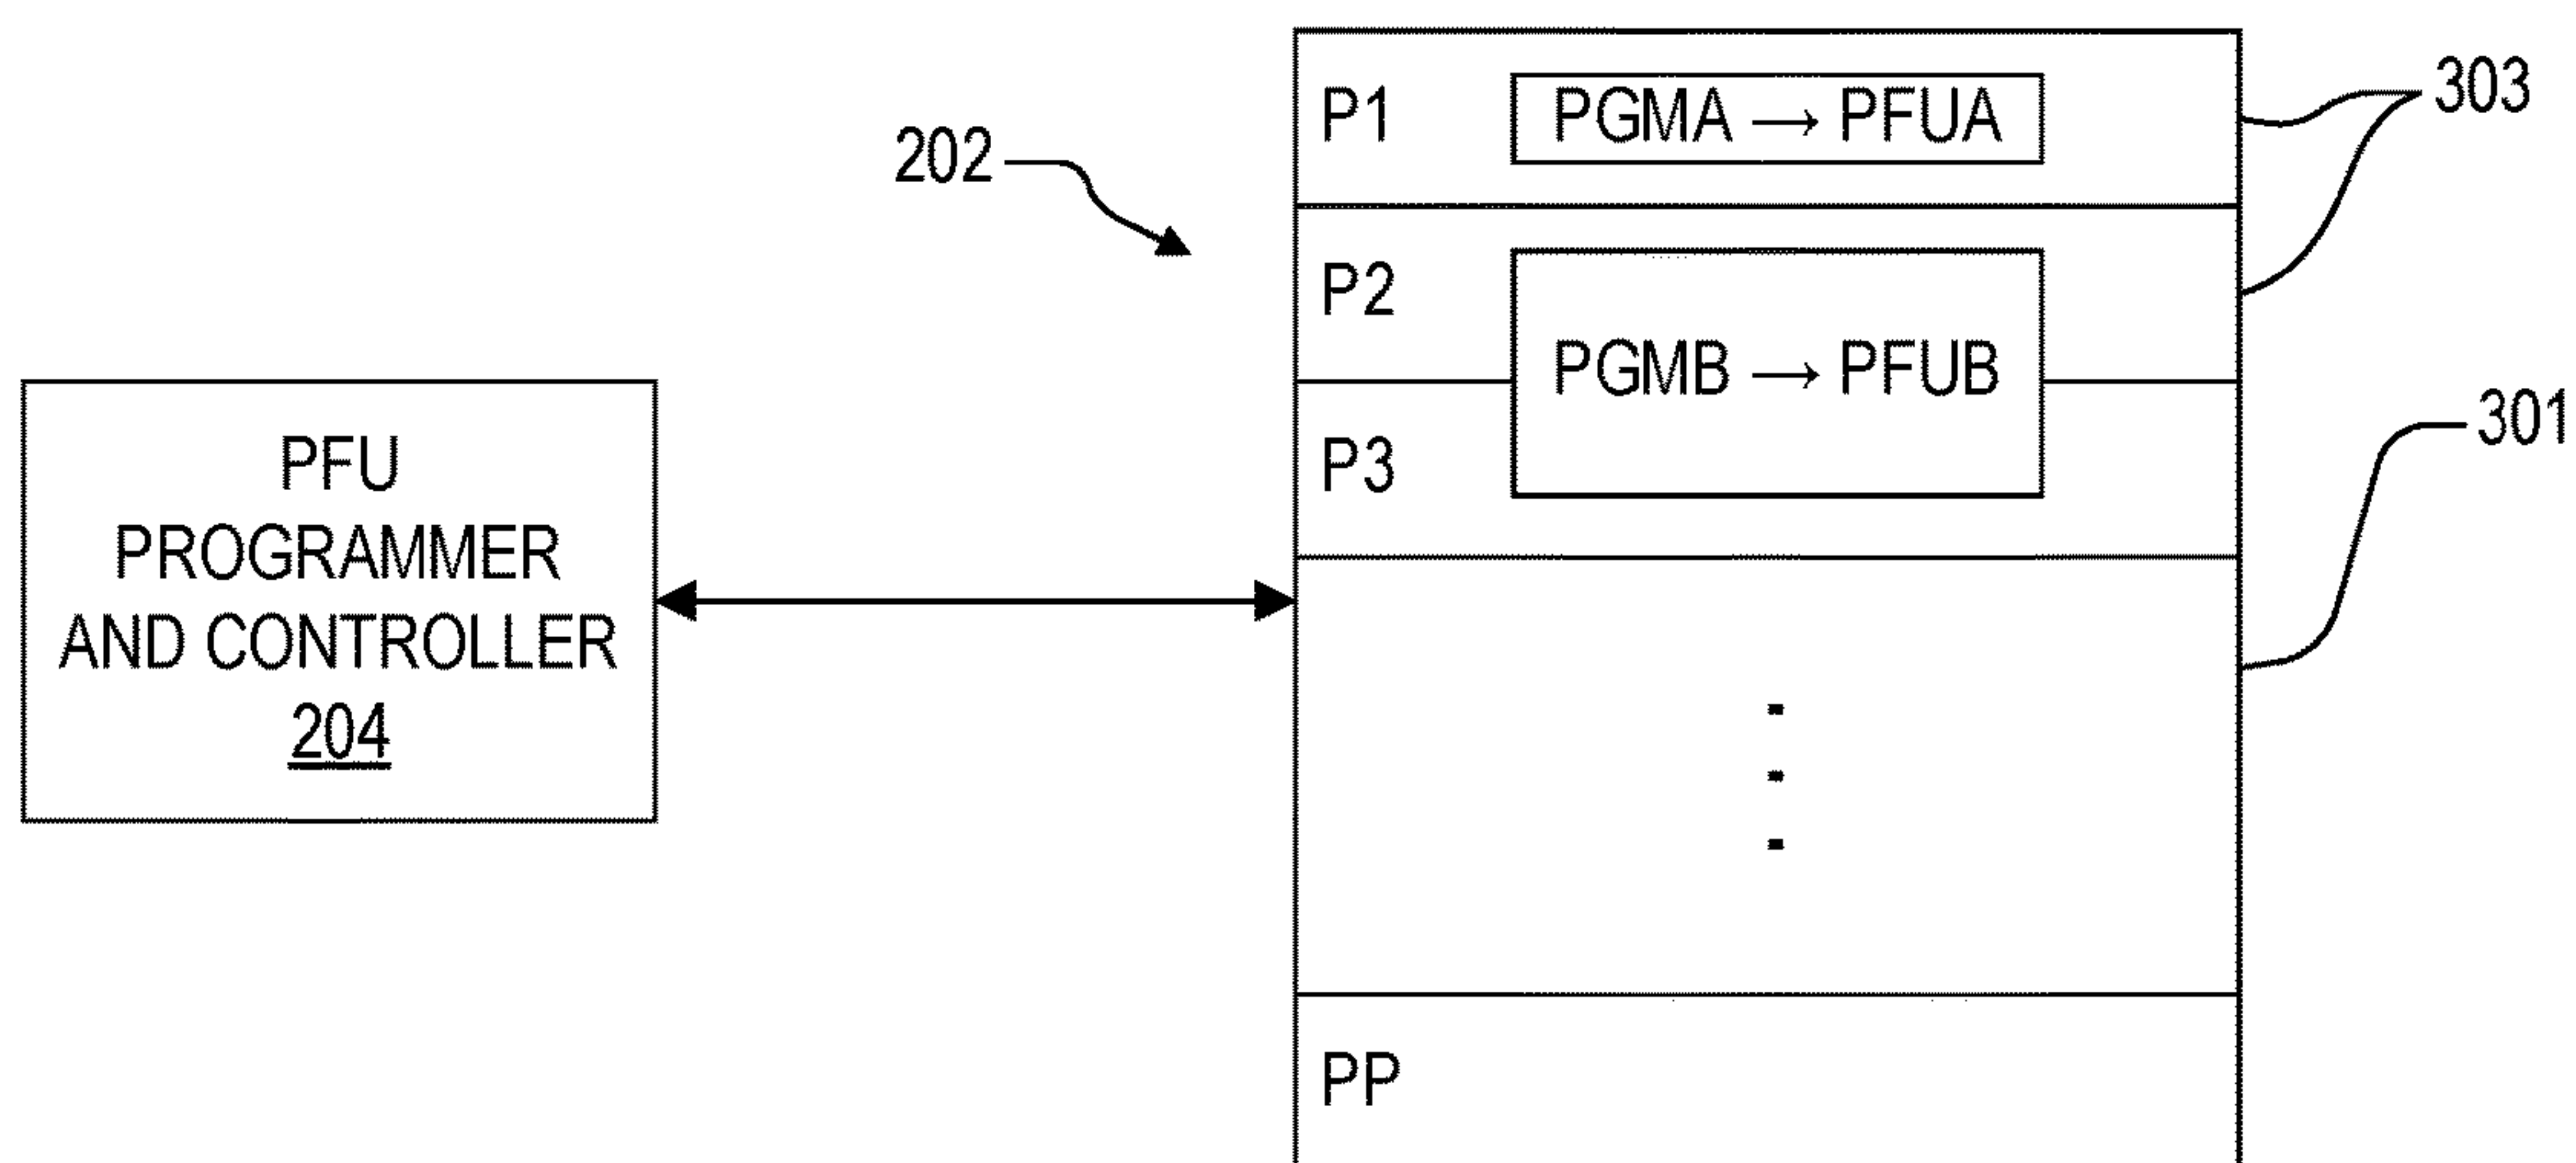 P1
PGMA → PFUA
303
202
P2
PGMB → PFUB
301
P3
PFU
PROGRAMMER
AND CONTROLLER
204
PP